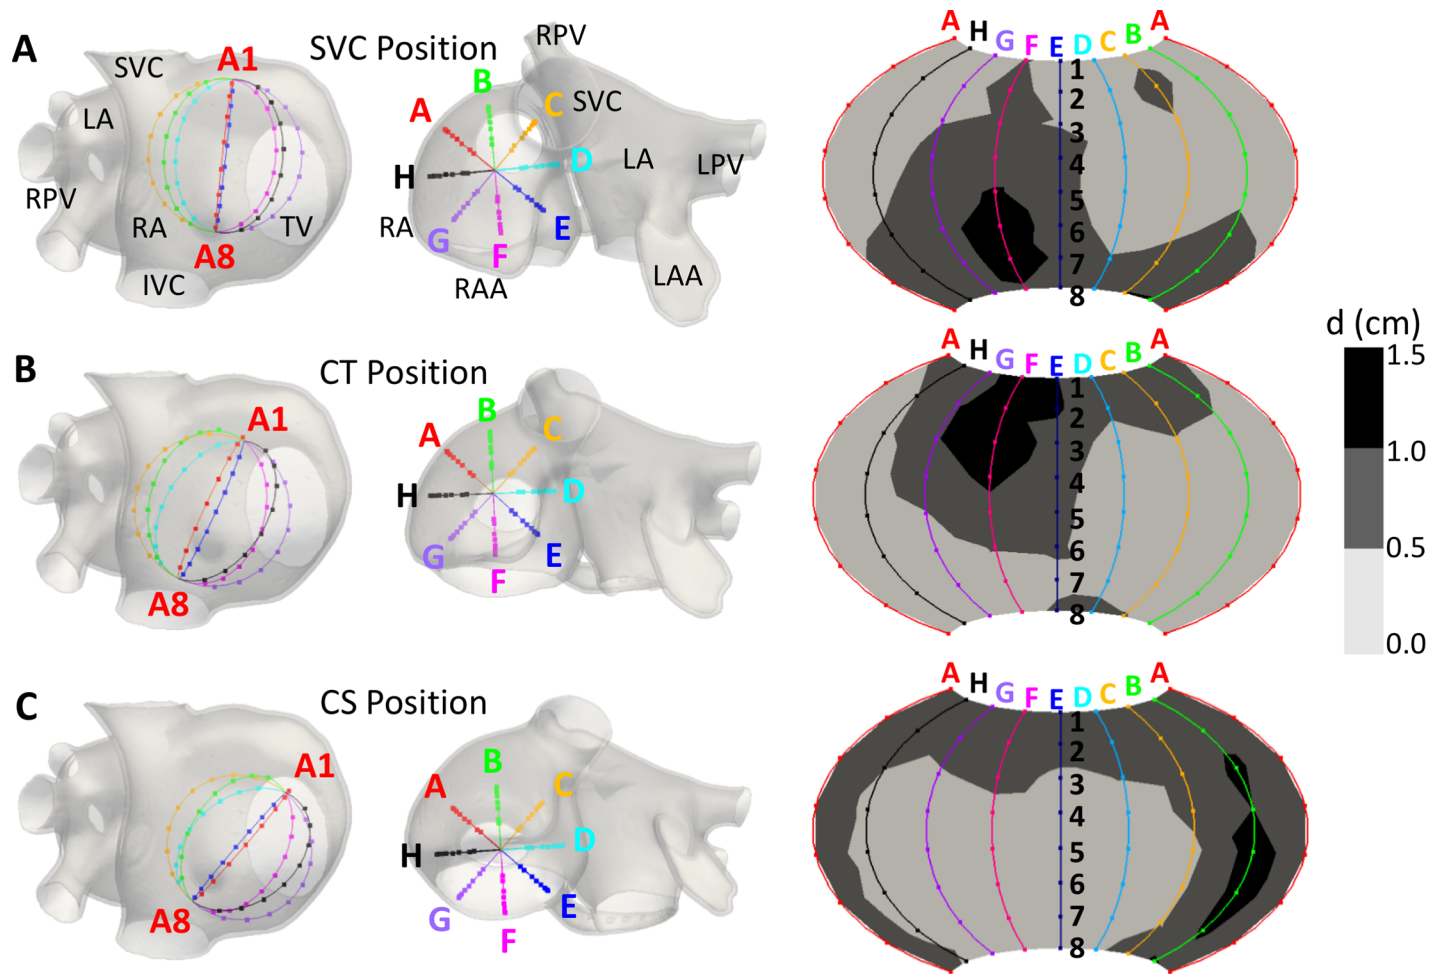 A
SVC Position
SVC
A1
LA
RPV
RA
TV
A8
IVC
RPV
B
A
C
SVC
D
LA
LPV
H
RA
G
F
E
RAA
LAA
A H G F E D C B A
1
2
3
4
5
6
7
8
B
CT Position
A1
A8
B
A
C
H
D
G
F
E
A H G F E D C B A
1
2
3
4
5
6
7
8
d (cm)
1.5
1.0
0.5
0.0
C
CS Position
A1
A8
B
A
C
D
H
G
F
E
A H G F E D C B A
1
2
3
4
5
6
7
8